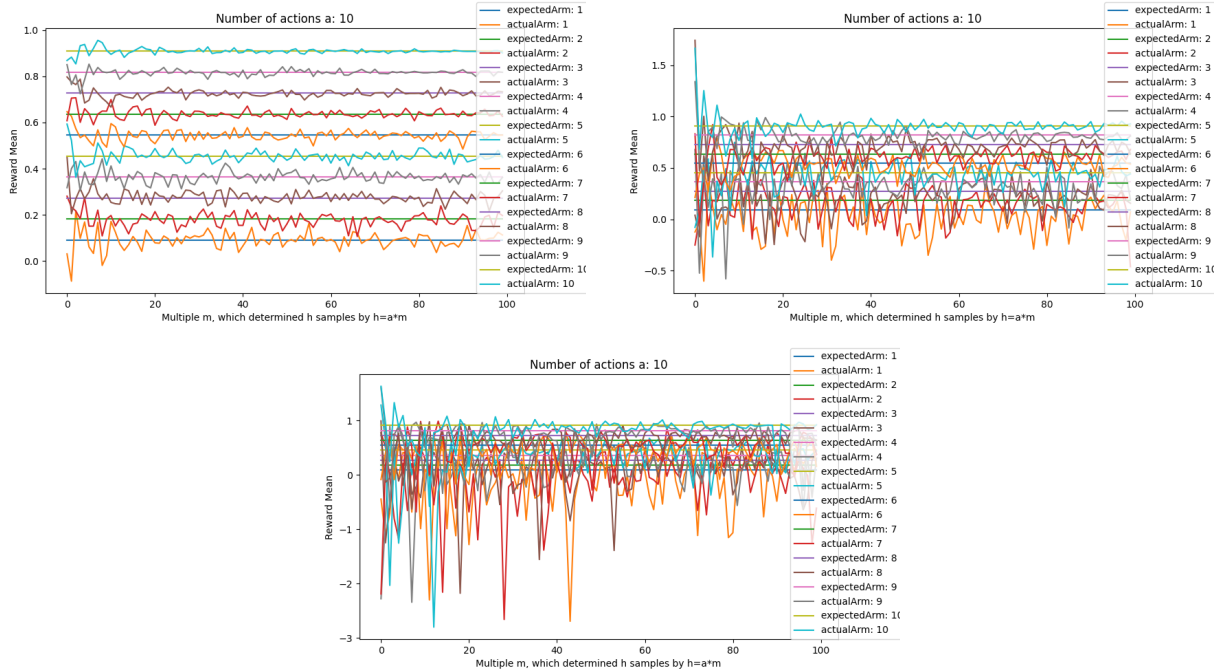 Number of actions a: 10
Reward Mean
1.0
0.8
0.6
0.4
0.2
0.0
0
20
40
60
80
100
Multiple m, which determined h samples by h=a*m
expectedArm: 1
actualArm: 1
expectedArm: 2
actualArm: 2
expectedArm: 3
actualArm: 3
expectedArm: 4
actualArm: 4
expectedArm: 5
actualArm: 5
expectedArm: 6
actualArm: 6
expectedArm: 7
actualArm: 7
expectedArm: 8
actualArm: 8
expectedArm: 9
actualArm: 9
expectedArm: 10
actualArm: 10
Number of actions a: 10
Reward Mean
1.5
1.0
0.5
0.0
−0.5
0
20
40
60
80
100
Multiple m, which determined h samples by h=a*m
expectedArm: 1
actualArm: 1
expectedArm: 2
actualArm: 2
expectedArm: 3
actualArm: 3
expectedArm: 4
actualArm: 4
expectedArm: 5
actualArm: 5
expectedArm: 6
actualArm: 6
expectedArm: 7
actualArm: 7
expectedArm: 8
actualArm: 8
expectedArm: 9
actualArm: 9
expectedArm: 10
actualArm: 10
Number of actions a: 10
Reward Mean
1
0
−1
−2
−3
0
20
40
60
80
100
Multiple m, which determined h samples by h=a*m
expectedArm: 1
actualArm: 1
expectedArm: 2
actualArm: 2
expectedArm: 3
actualArm: 3
expectedArm: 4
actualArm: 4
expectedArm: 5
actualArm: 5
expectedArm: 6
actualArm: 6
expectedArm: 7
actualArm: 7
expectedArm: 8
actualArm: 8
expectedArm: 9
actualArm: 9
expectedArm: 10
actualArm: 10